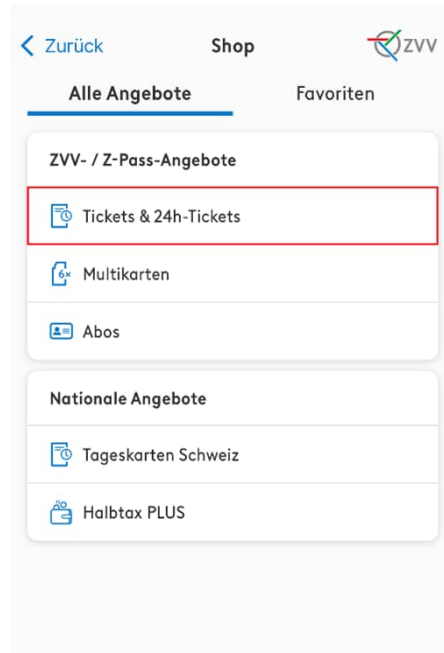 Zurück Shop ZVV
Alle Angebote Favoriten
ZVV- / Z-Pass-Angebote
Tickets & 24h-Tickets
6× Multikarten
Abos
Nationale Angebote
Tageskarten Schweiz
Halbtax PLUS